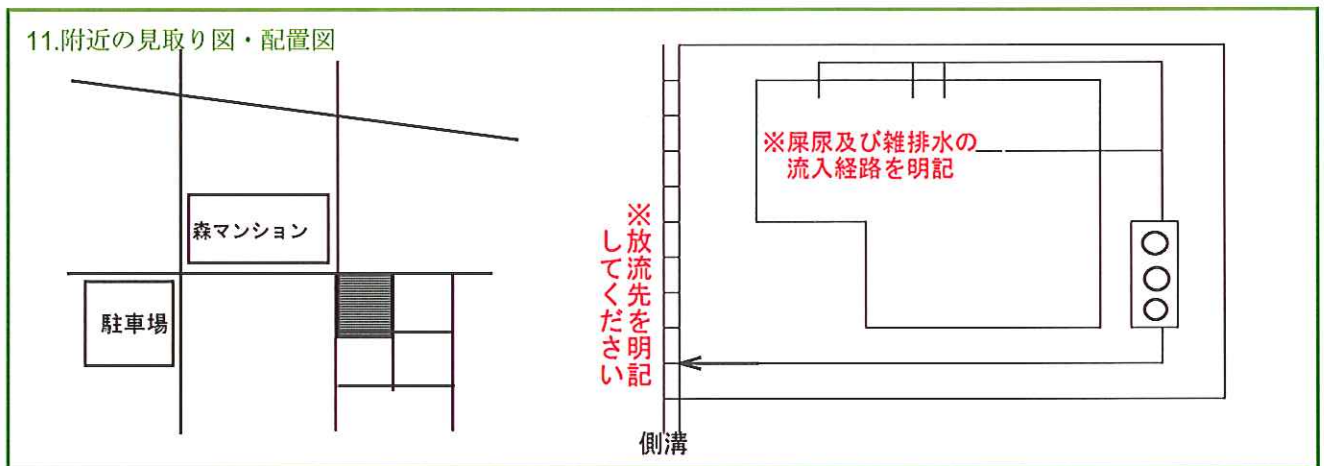 11.附近の見取り図・配置図
森マンション
駐車場
※屎尿及び雑排水の
流入経路を明記
※放流先を明記
してください
側溝